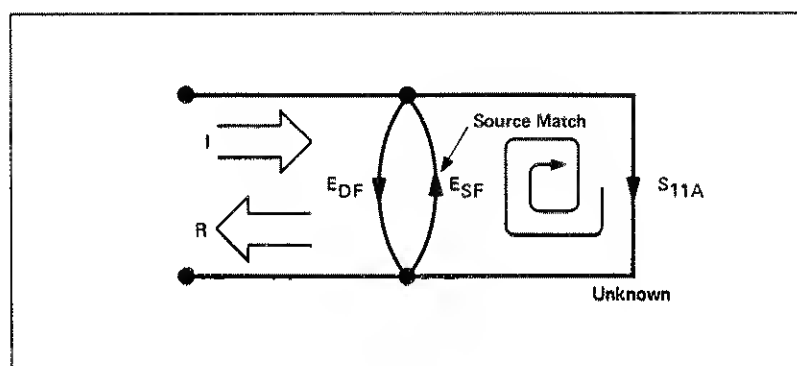 I
Source Match
E_DF
E_SF
S_11A
R
Unknown